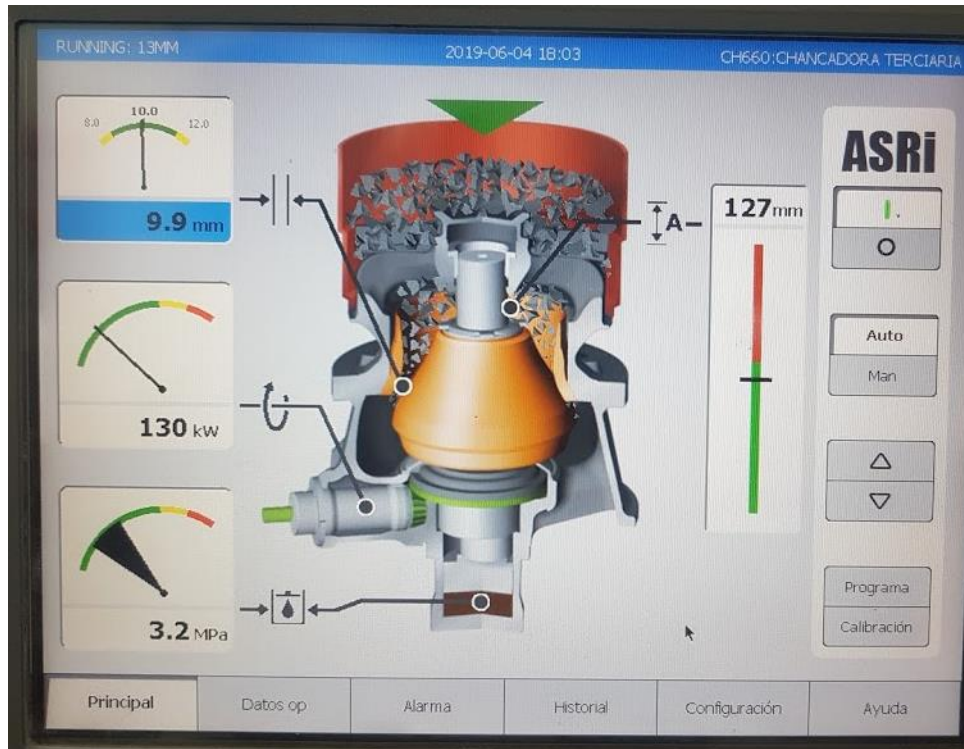 RUNNING: 13MM
2019-06-04 18:03
CH660:CHANCADORA TERCIARIA
8.0
10.0
12.0
9.9 mm
130 kW
3.2 MPa
A
127mm
ASRi
Auto
Man
Programa
Calibración
Principal
Datos op
Alarma
Historial
Configuración
Ayuda